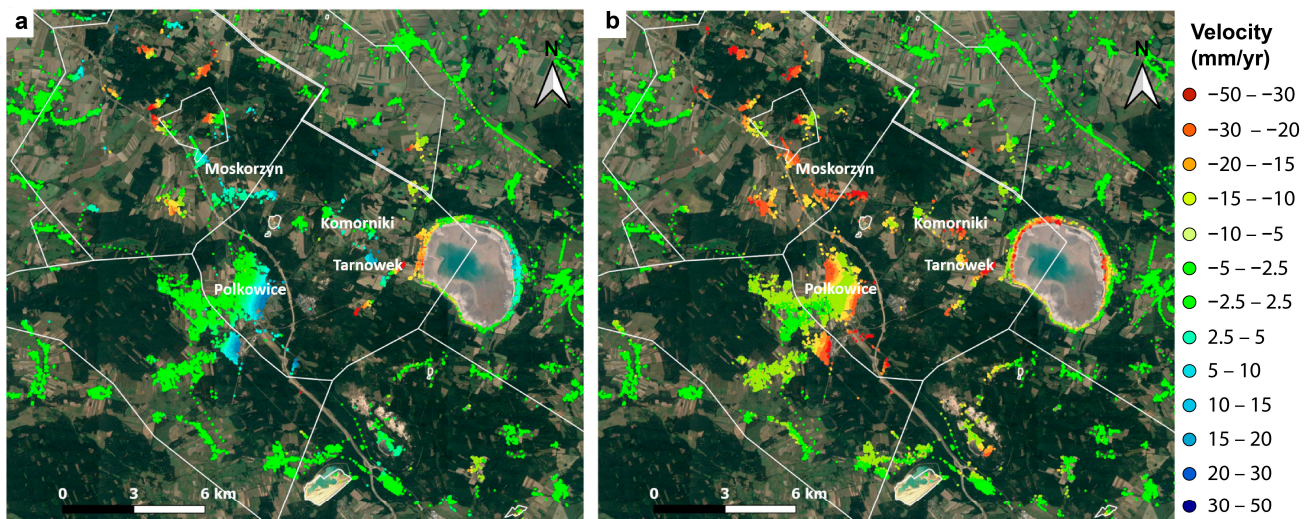 a
N
Moskorzyn
Komorniki
Tarnowek
Polkowice
0 3 6 km
b
N
Moskorzyn
Komorniki
Tarnowek
Polkowice
0 3 6 km
Velocity
(mm/yr)
−50 – −30
−30 – −20
−20 – −15
−15 – −10
−10 – −5
−5 – −2.5
−2.5 – 2.5
2.5 – 5
5 – 10
10 – 15
15 – 20
20 – 30
30 – 50